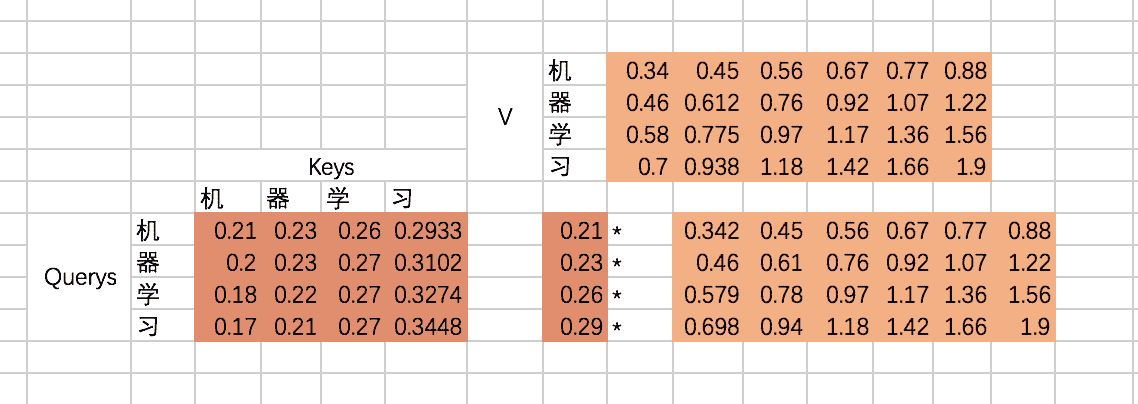 机 0.34 0.45 0.56 0.67 0.77 0.88
器 0.46 0.612 0.76 0.92 1.07 1.22
V
学 0.58 0.775 0.97 1.17 1.36 1.56
习 0.7 0.938 1.18 1.42 1.66 1.9
Keys
机 器 学 习
机 0.21 0.23 0.26 0.2933 0.21 * 0.342 0.45 0.56 0.67 0.77 0.88
器 0.2 0.23 0.27 0.3102 0.23 * 0.46 0.61 0.76 0.92 1.07 1.22
Querys
学 0.18 0.22 0.27 0.3274 0.26 * 0.579 0.78 0.97 1.17 1.36 1.56
习 0.17 0.21 0.27 0.3448 0.29 * 0.698 0.94 1.18 1.42 1.66 1.9